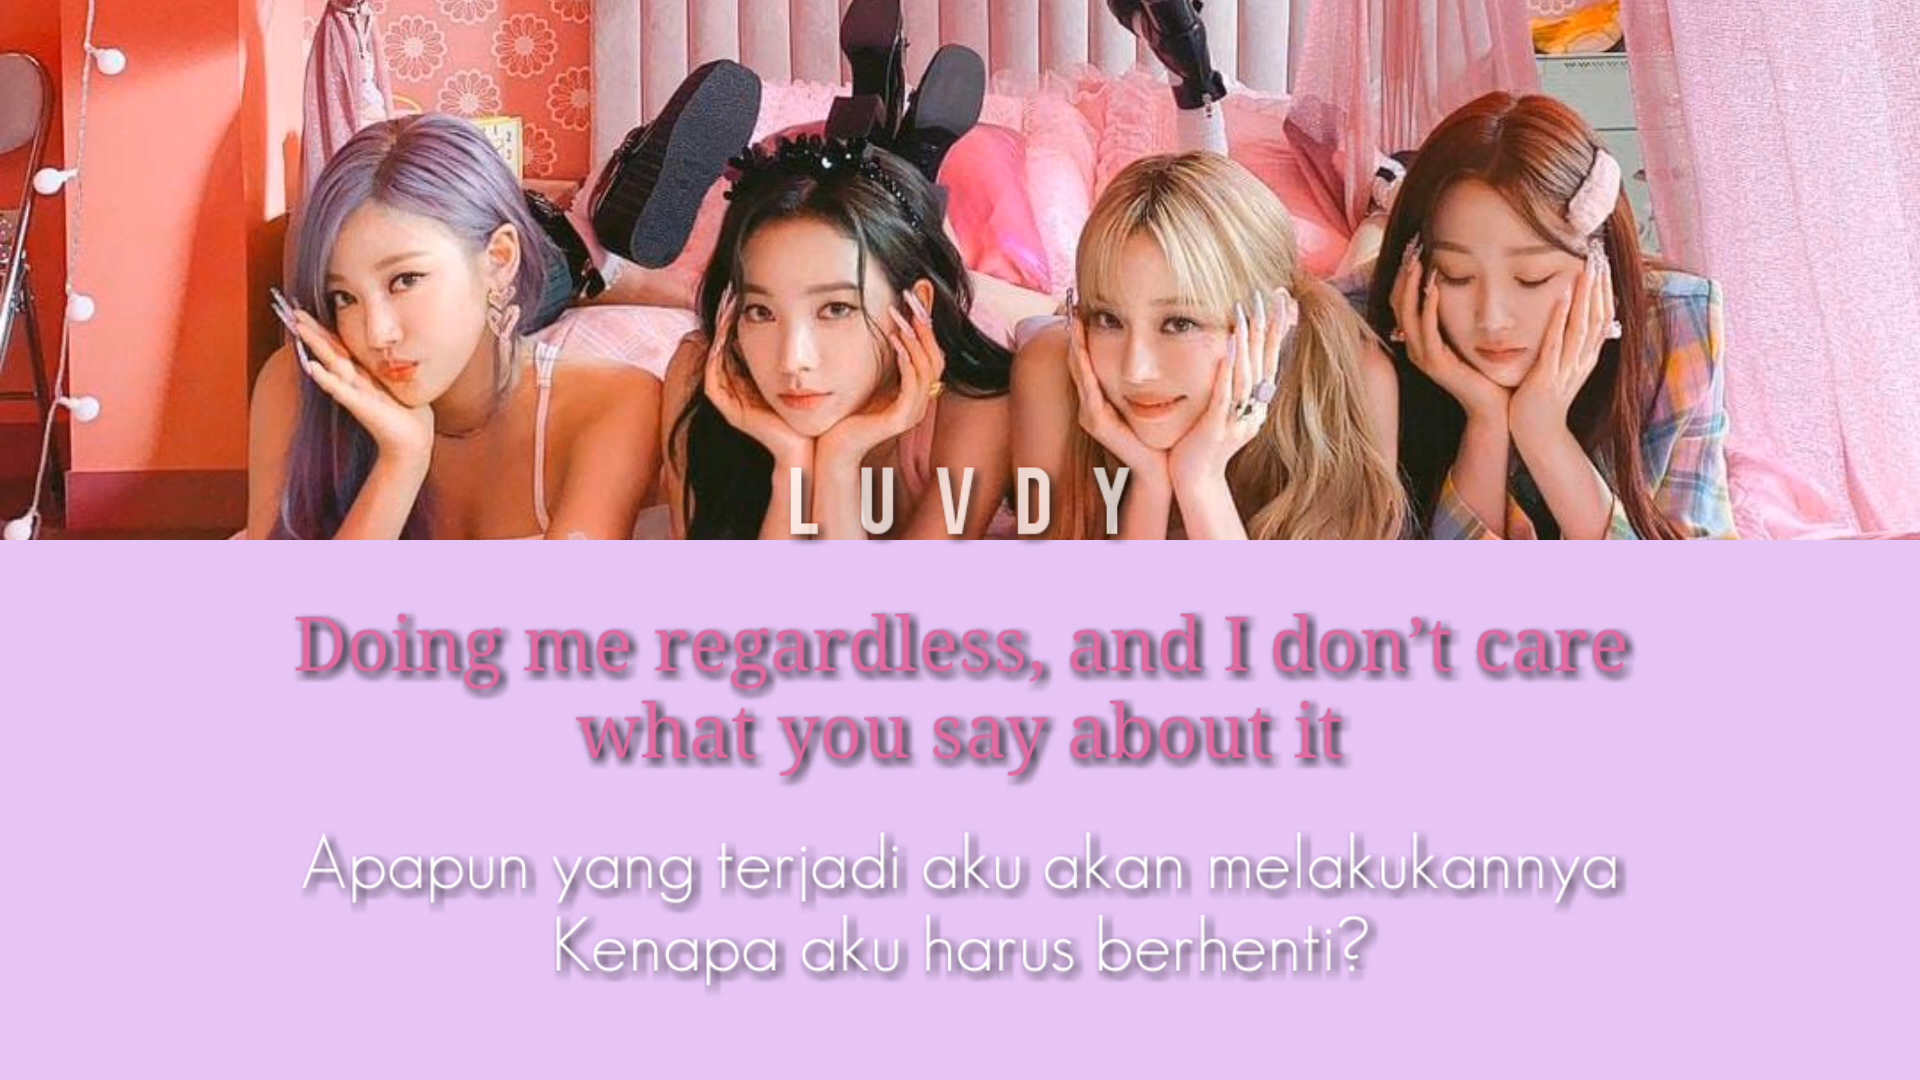 LUVDY
Doing me regardless, and I don’t care
what you say about it
Apapun yang terjadi aku akan melakukannya
Kenapa aku harus berhenti?